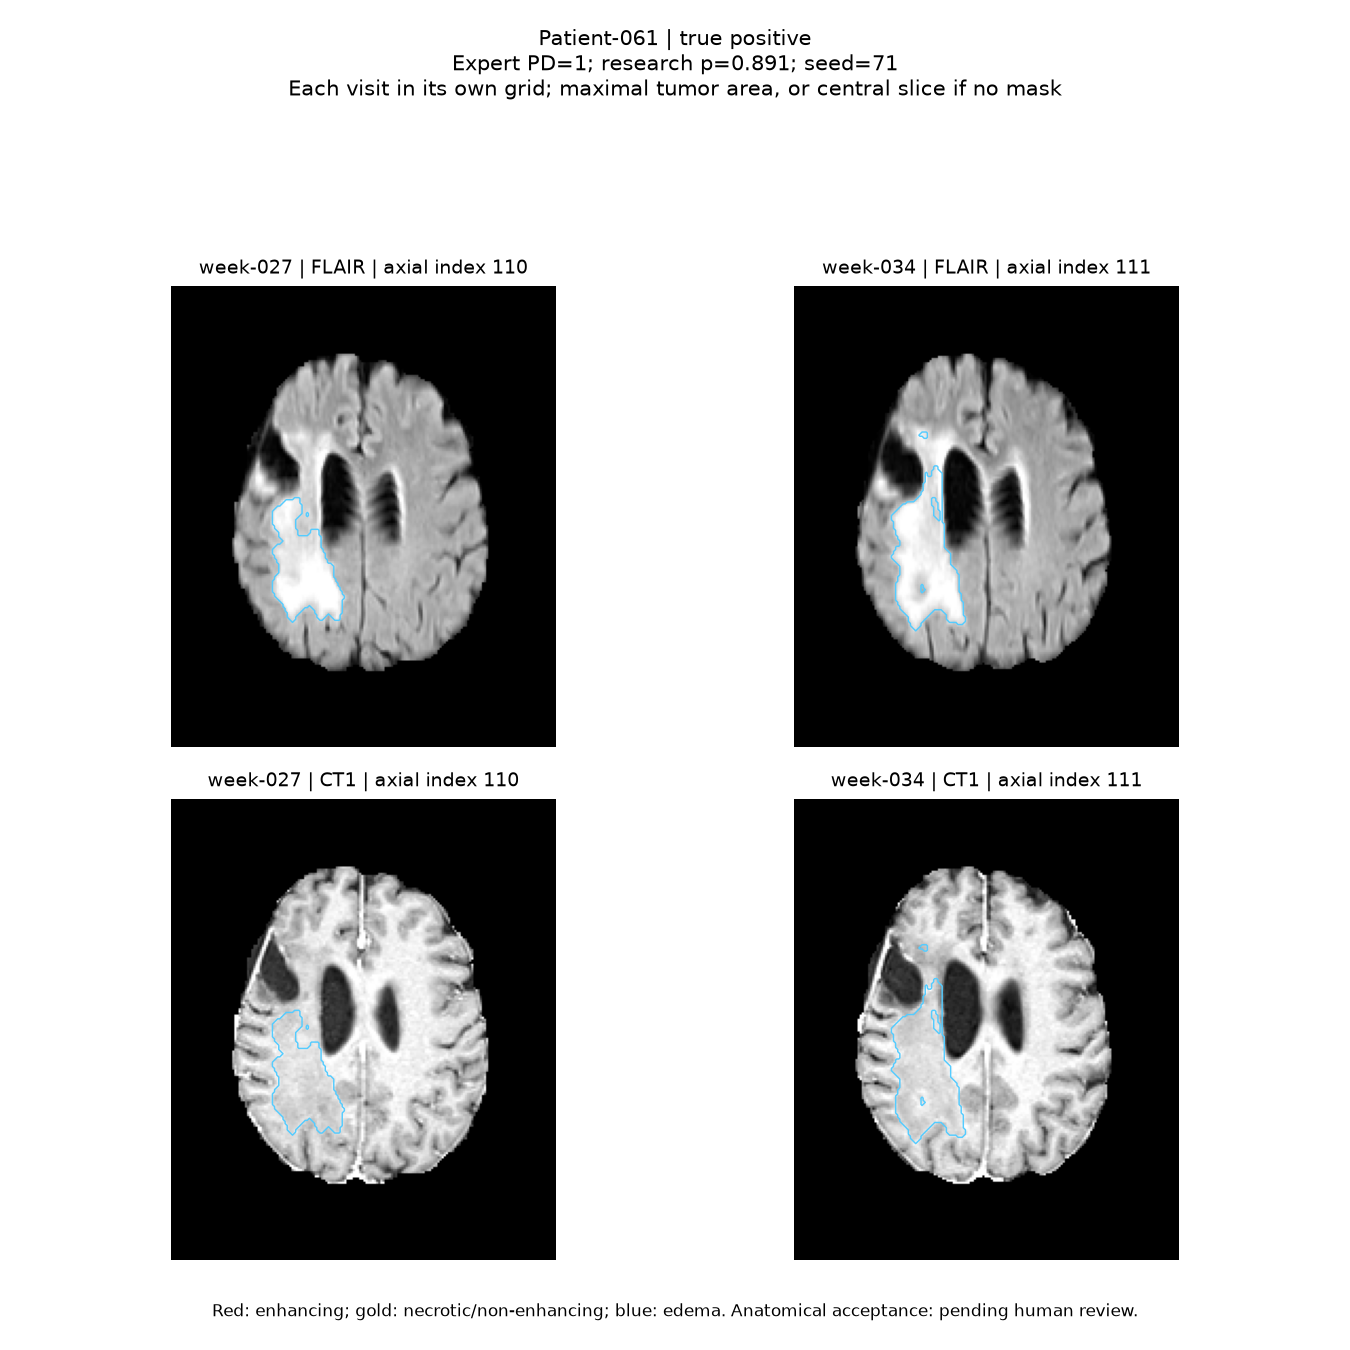 Patient-061 | true positive
Expert PD=1; research p=0.891; seed=71
Each visit in its own grid; maximal tumor area, or central slice if no mask
week-027 | FLAIR | axial index 110
week-034 | FLAIR | axial index 111
week-027 | CT1 | axial index 110
week-034 | CT1 | axial index 111
Red: enhancing; gold: necrotic/non-enhancing; blue: edema. Anatomical acceptance: pending human review.